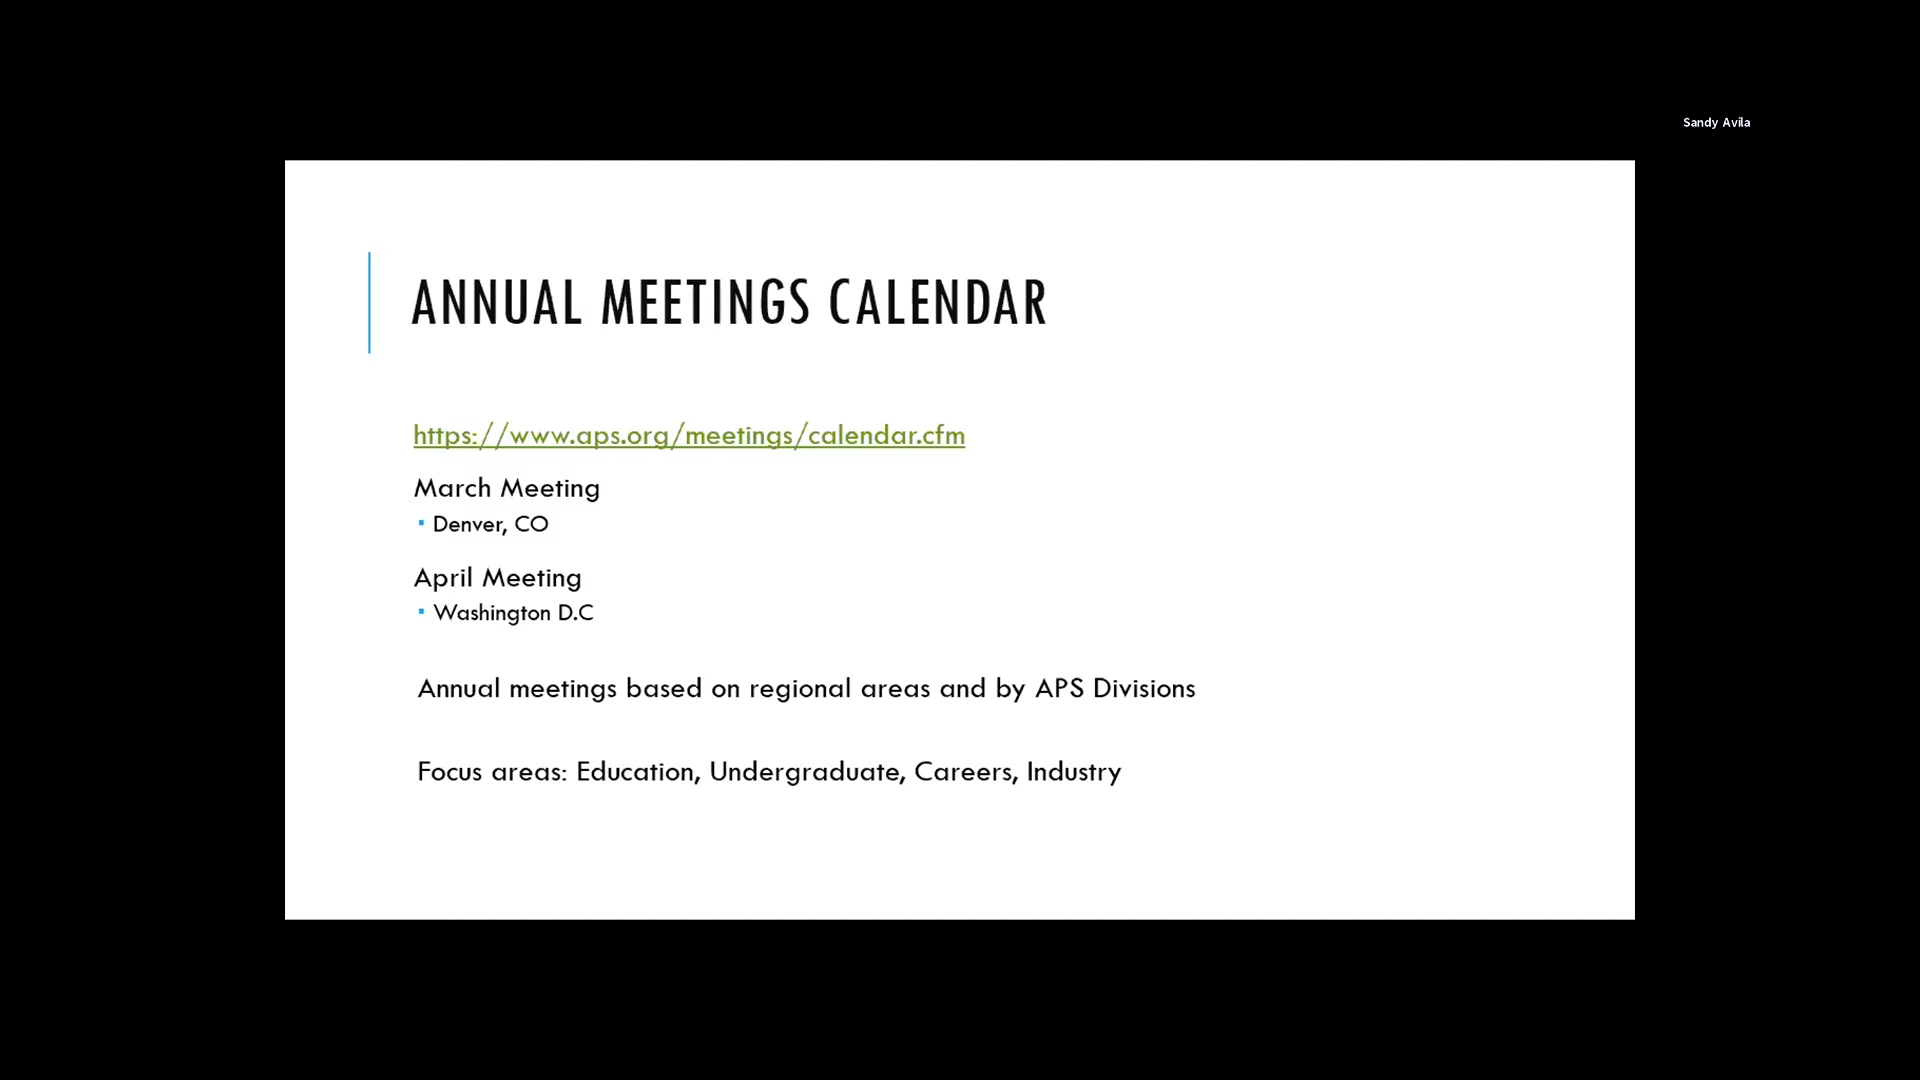 Sandy Avila
ANNUAL MEETINGS CALENDAR
https://www.aps.org/meetings/calendar.cfm
March Meeting
▪ Denver, CO
April Meeting
▪ Washington D.C
Annual meetings based on regional areas and by APS Divisions
Focus areas: Education, Undergraduate, Careers, Industry